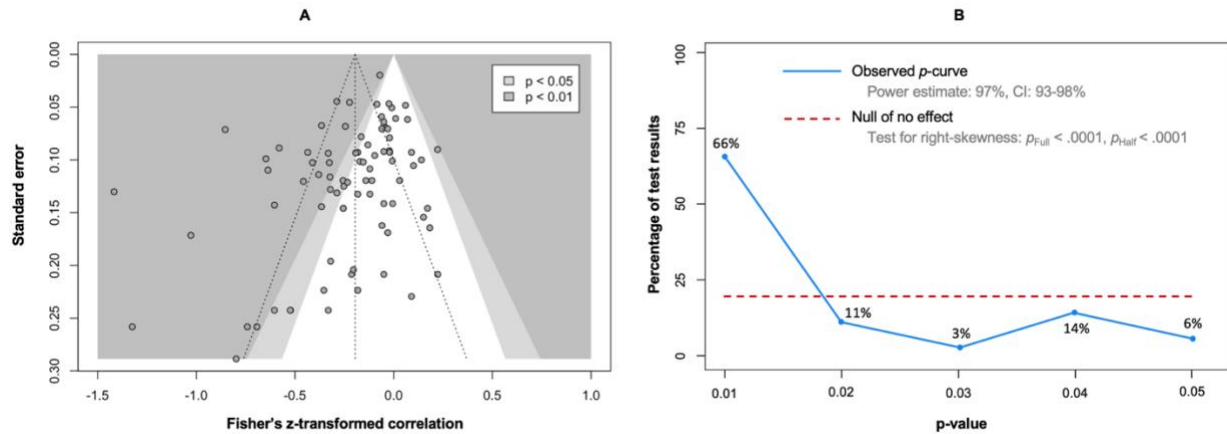 A
Standard error
0.00
0.05
0.10
0.15
0.20
0.25
0.30
p < 0.05
p < 0.01
-1.5
-1.0
-0.5
0.0
0.5
1.0
Fisher's z-transformed correlation
B
Percentage of test results
100
75
50
25
0
Observed p-curve
Power estimate: 97%, CI: 93-98%
Null of no effect
Test for right-skewness: pFull < .0001, pHalf < .0001
66%
11%
3%
14%
6%
0.01
0.02
0.03
0.04
0.05
p-value